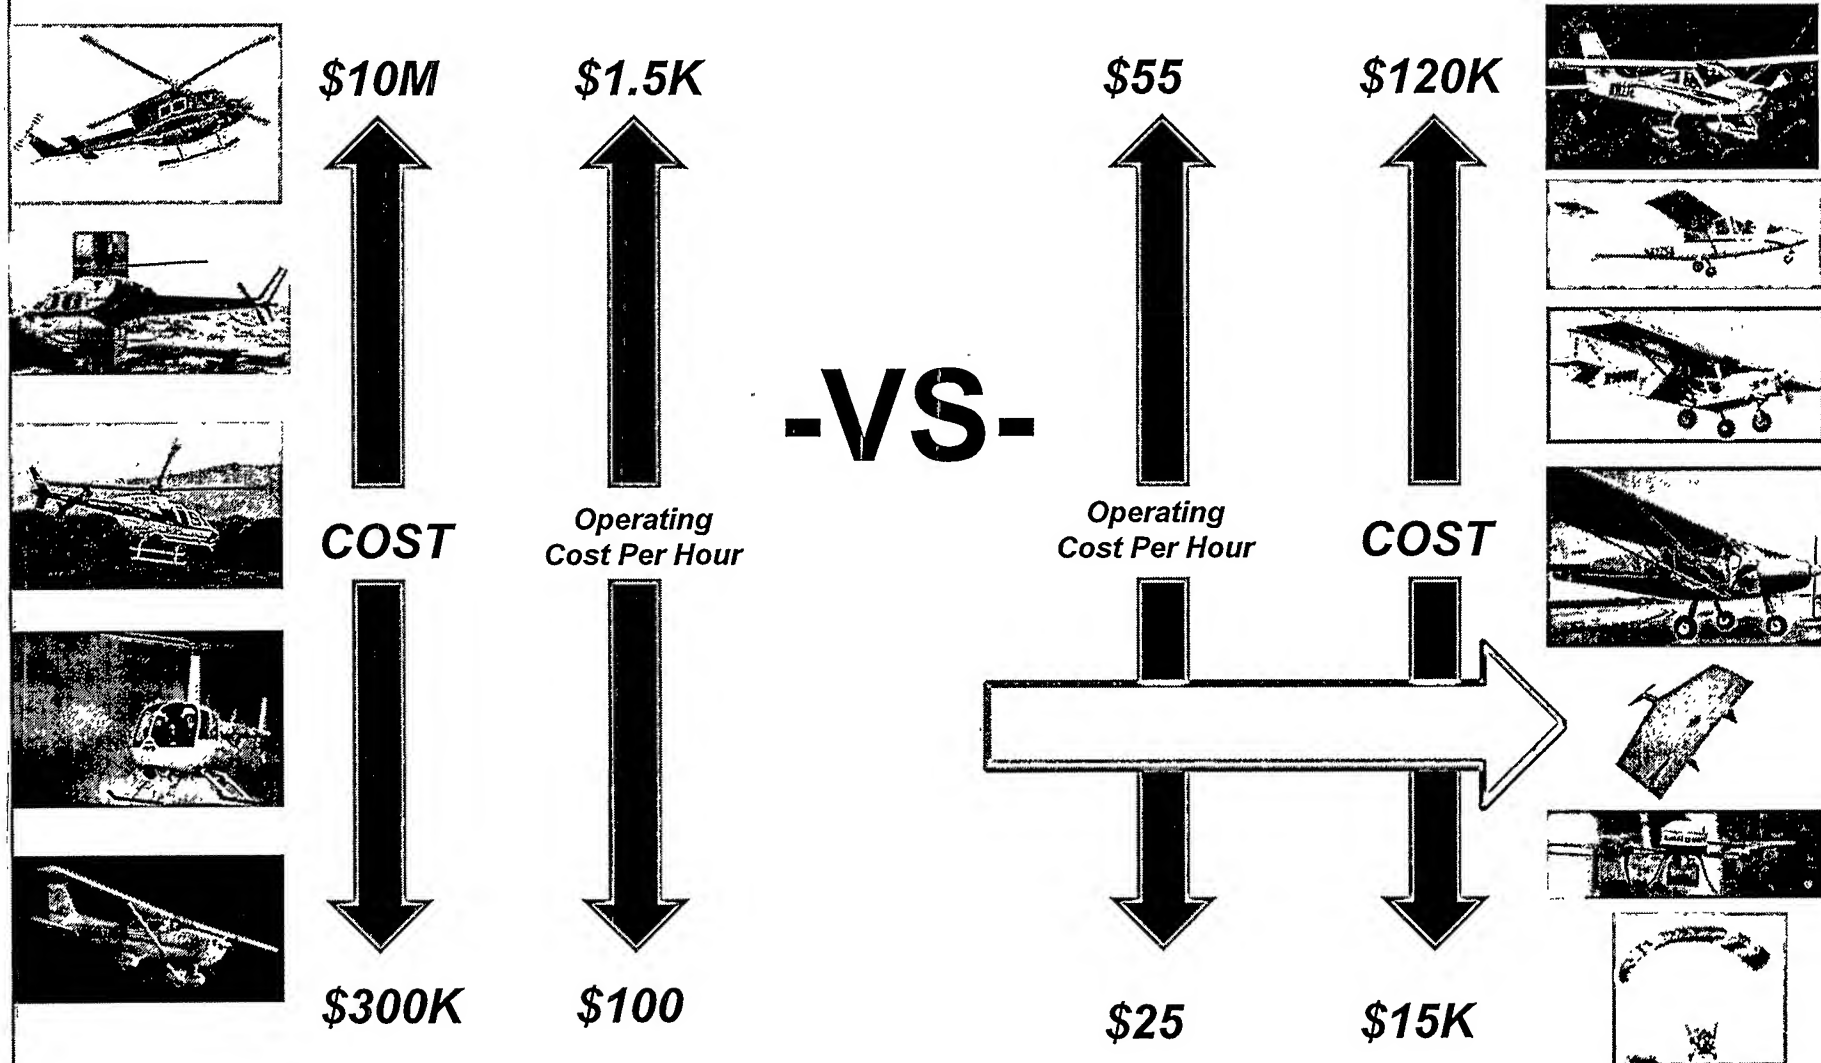 $10M $1.5K $55 $120K
-VS-
COST
Operating
Cost Per Hour
Operating
Cost Per Hour
COST
$300K $100 $25 $15K